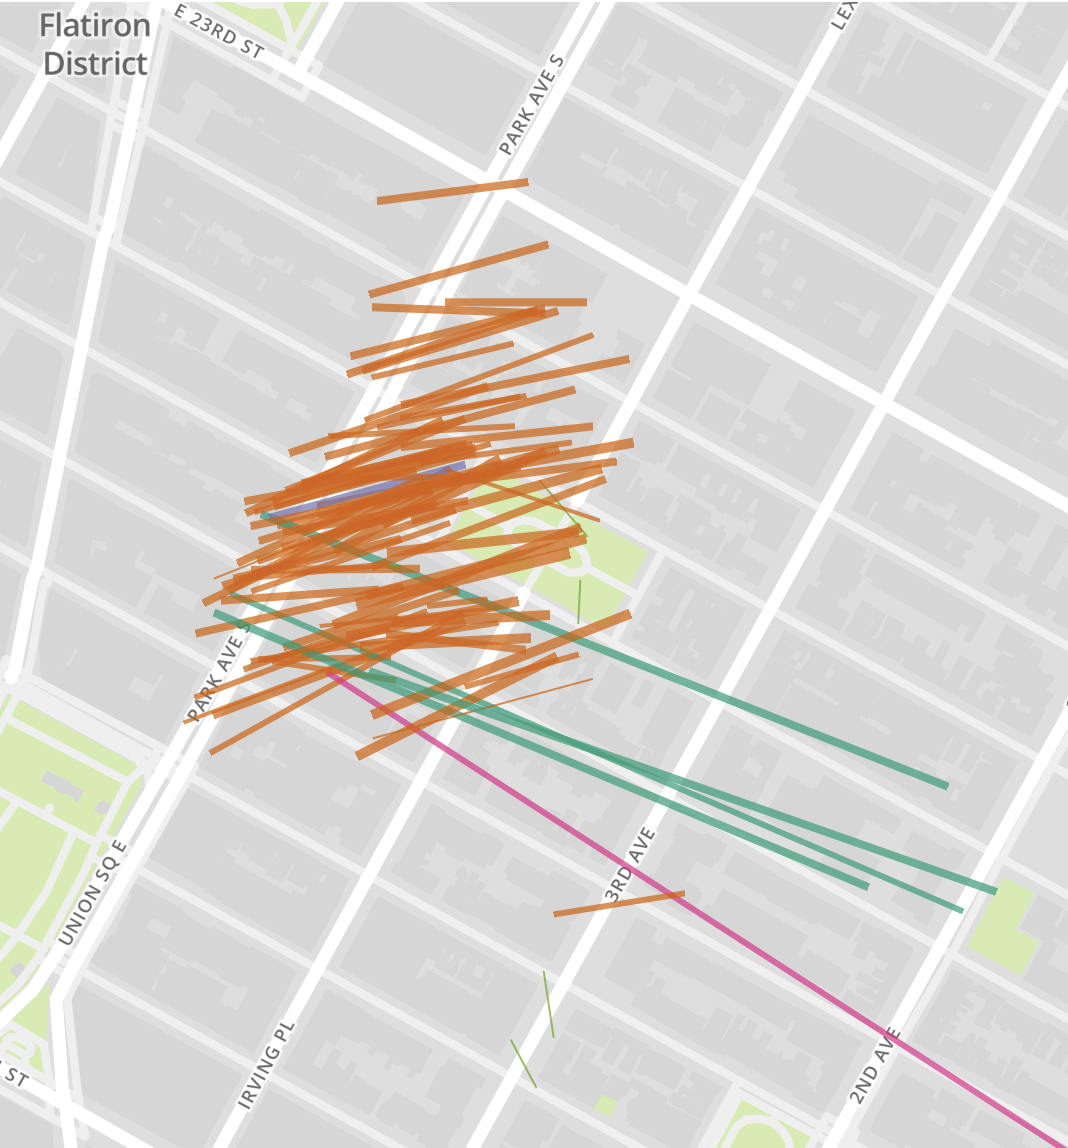 Flatiron
District
E 23RD ST
PARK AVE S
LEX
PARK AVE S
UNION SQ E
3RD AVE
IRVING PL
2ND AVE
ST